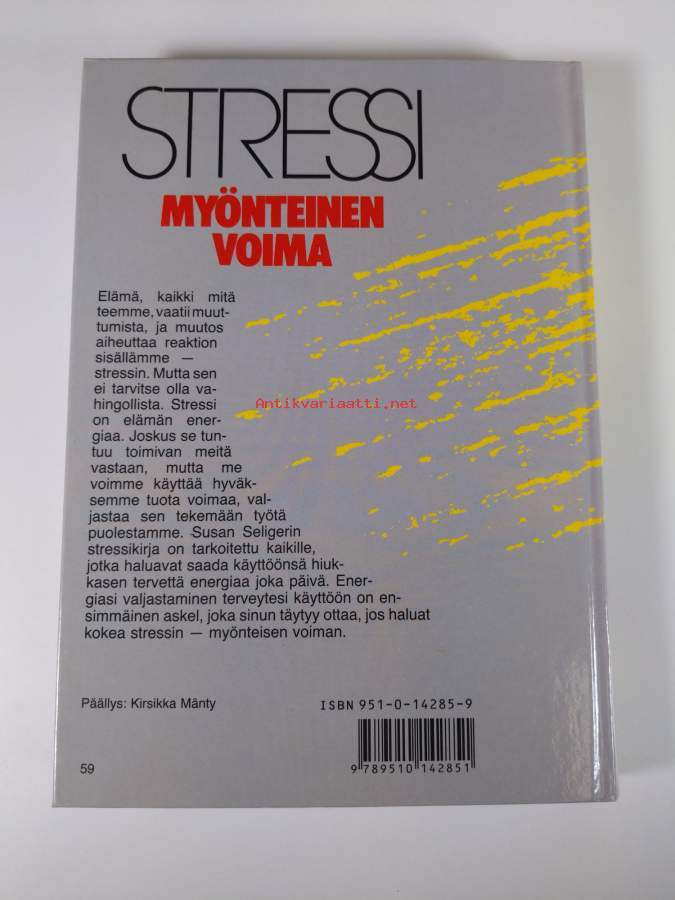 STRESSI
MYÖNTEINEN
VOIMA
Elämä, kaikki mitä
teemme, vaatii muut-
tumista, ja muutos
aiheuttaa reaktion
sisällämme —
stressin. Mutta sen
ei tarvitse olla va-
hingollista. Stressi
on elämän ener-
giaa. Joskus se tun-
tuu toimivan meitä
vastaan, mutta me
voimme käyttää hyväk-
semme tuota voimaa, val-
jastaa sen tekemään työtä
puolestamme. Susan Seligerin
stressikirja on tarkoitettu kaikille,
jotka haluavat saada käyttöönsä hiuk-
kasen tervettä energiaa joka päivä. Ener-
giasi valjastaminen terveytesi käyttöön on en-
simmäinen askel, joka sinun täytyy ottaa, jos haluat
kokea stressin — myönteisen voiman.
Antikvariaatti.net
Päällys: Kirsikka Mänty
ISBN 951-0-14285-9
9 789510 142851
59